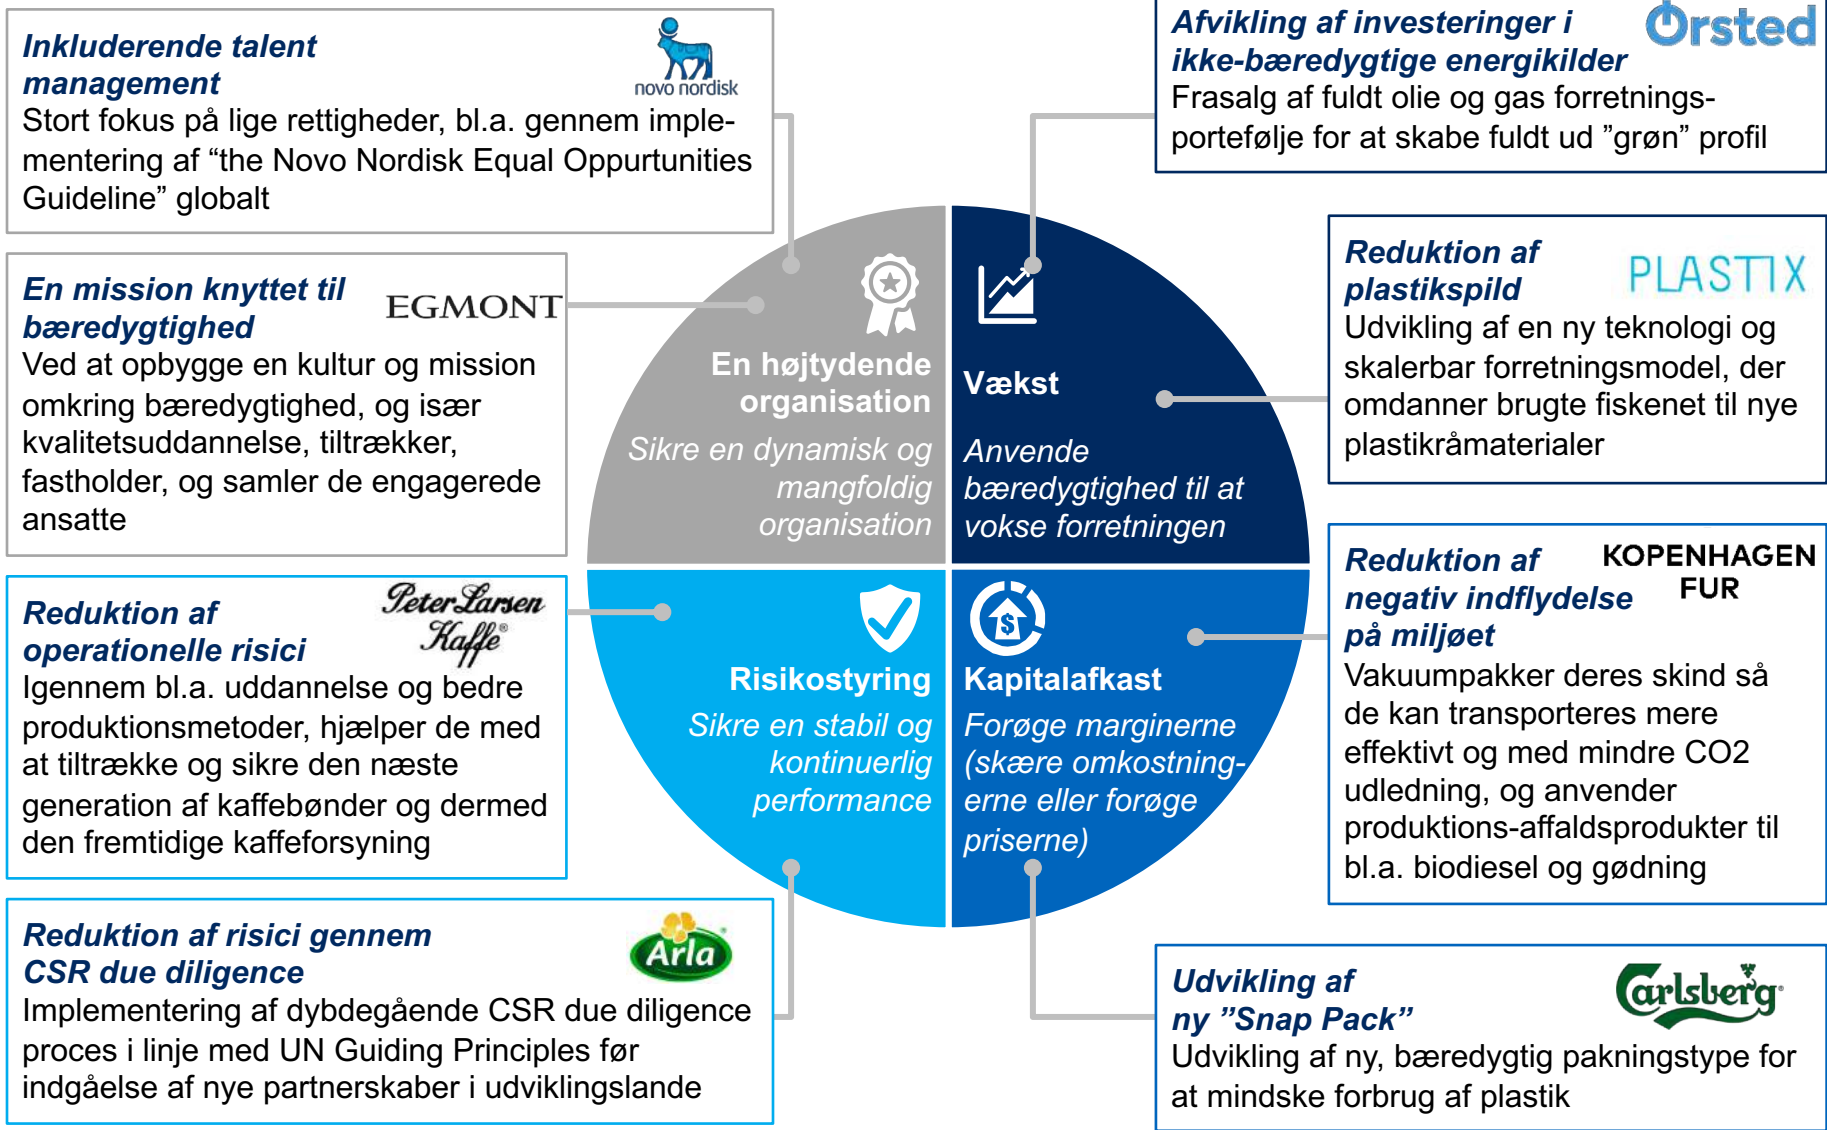 Inkluderende talent
management
novo nordisk
Stort fokus på lige rettigheder, bl.a. gennem imple-
mentering af “the Novo Nordisk Equal Oppurtunities
Guideline” globalt
Afvikling af investeringer i
ikke-bæredygtige energikilder
Ørsted
Frasalg af fuldt olie og gas forretnings-
portefølje for at skabe fuldt ud ”grøn” profil
En mission knyttet til
bæredygtighed
EGMONT
Ved at opbygge en kultur og mission
omkring bæredygtighed, og især
kvalitetsuddannelse, tiltrækker,
fastholder, og samler de engagerede
ansatte
En højtydende
organisation
Sikre en dynamisk og
mangfoldig
organisation
Vækst
Anvende
bæredygtighed til at
vokse forretningen
Reduktion af
plastikspild
PLASTIX
Udvikling af en ny teknologi og
skalerbar forretningsmodel, der
omdanner brugte fiskenet til nye
plastikråmaterialer
Reduktion af
operationelle risici
Peter Larsen
Kaffe®
Igennem bl.a. uddannelse og bedre
produktionsmetoder, hjælper de med
at tiltrække og sikre den næste
generation af kaffebønder og dermed
den fremtidige kaffeforsyning
Risikostyring
Sikre en stabil og
kontinuerlig
performance
$
Kapitalafkast
Forøge marginerne
(skære omkostning-
erne eller forøge
priserne)
Reduktion af
negativ indflydelse
på miljøet
KOPENHAGEN
FUR
Vakuumpakker deres skind så
de kan transporteres mere
effektivt og med mindre CO2
udledning, og anvender
produktions-affaldsprodukter til
bl.a. biodiesel og gødning
Reduktion af risici gennem
CSR due diligence
Arla
Implementering af dybdegående CSR due diligence
proces i linje med UN Guiding Principles før
indgåelse af nye partnerskaber i udviklingslande
Udvikling af
ny ”Snap Pack”
Carlsberg
Udvikling af ny, bæredygtig pakningstype for
at mindske forbrug af plastik